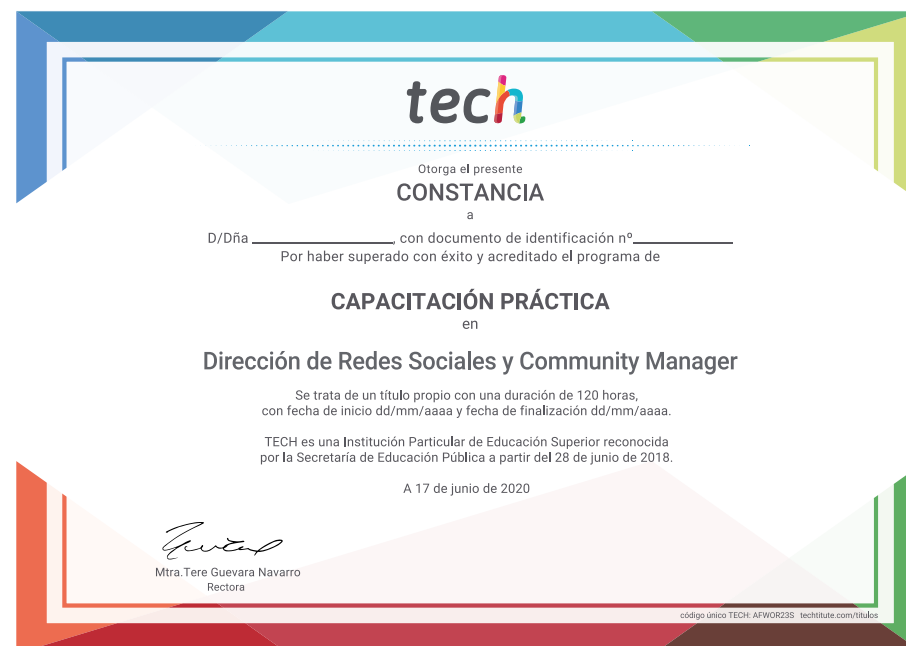 tech
Otorga el presente
CONSTANCIA
a
D/Dña ____________________, con documento de identificación nº______________
Por haber superado con éxito y acreditado el programa de
CAPACITACIÓN PRÁCTICA
en
Dirección de Redes Sociales y Community Manager
Se trata de un título propio con una duración de 120 horas,
con fecha de inicio dd/mm/aaaa y fecha de finalización dd/mm/aaaa.
TECH es una Institución Particular de Educación Superior reconocida
por la Secretaría de Educación Pública a partir del 28 de junio de 2018.
A 17 de junio de 2020
Mtra.Tere Guevara Navarro
Rectora
código único TECH: AFWOR23S techtitute.com/titulos